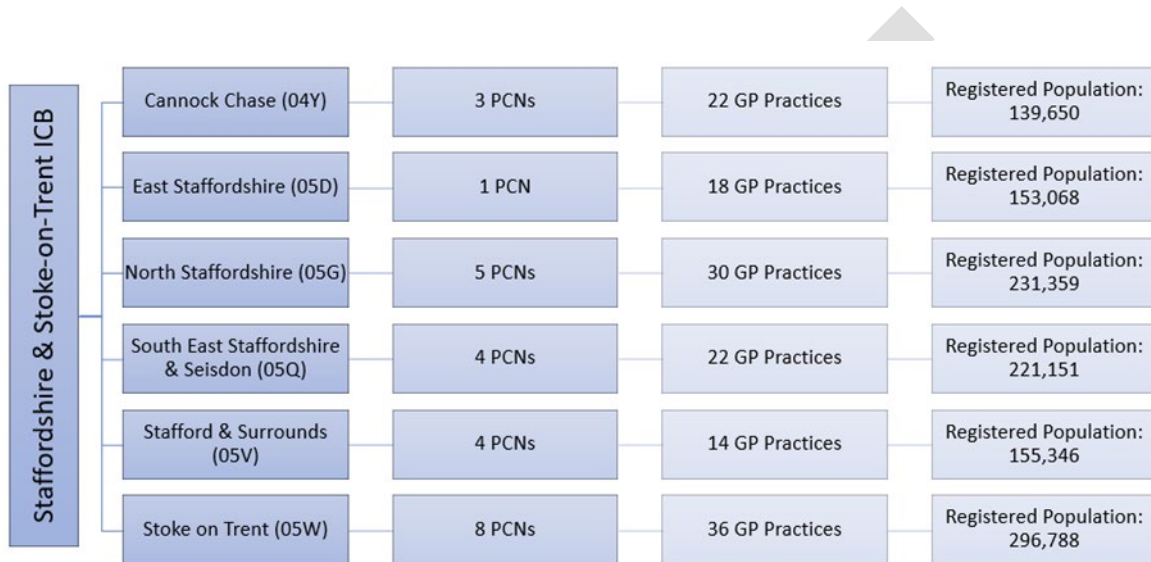 Staffordshire & Stoke-on-Trent ICB
Cannock Chase (04Y)
3 PCNs
22 GP Practices
Registered Population:
139,650
East Staffordshire (05D)
1 PCN
18 GP Practices
Registered Population:
153,068
North Staffordshire (05G)
5 PCNs
30 GP Practices
Registered Population:
231,359
South East Staffordshire
& Seisdon (05Q)
4 PCNs
22 GP Practices
Registered Population:
221,151
Stafford & Surrounds
(05V)
4 PCNs
14 GP Practices
Registered Population:
155,346
Stoke on Trent (05W)
8 PCNs
36 GP Practices
Registered Population:
296,788